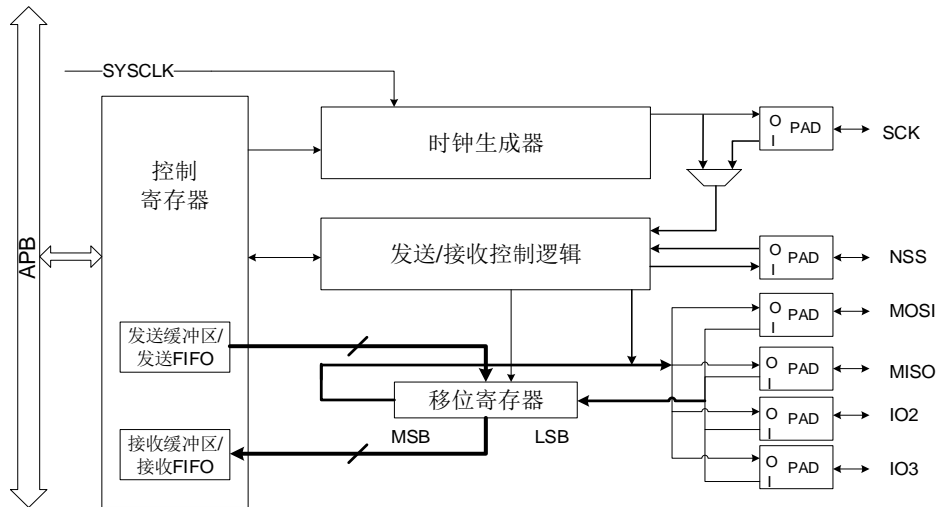 APB
SYSCLK
控制
寄存器
时钟生成器
O
I
PAD
SCK
发送/接收控制逻辑
O
I
PAD
NSS
O
I
PAD
MOSI
发送缓冲区/
发送FIFO
O
I
PAD
MISO
移位寄存器
MSB
LSB
O
I
PAD
IO2
接收缓冲区/
接收FIFO
O
I
PAD
IO3